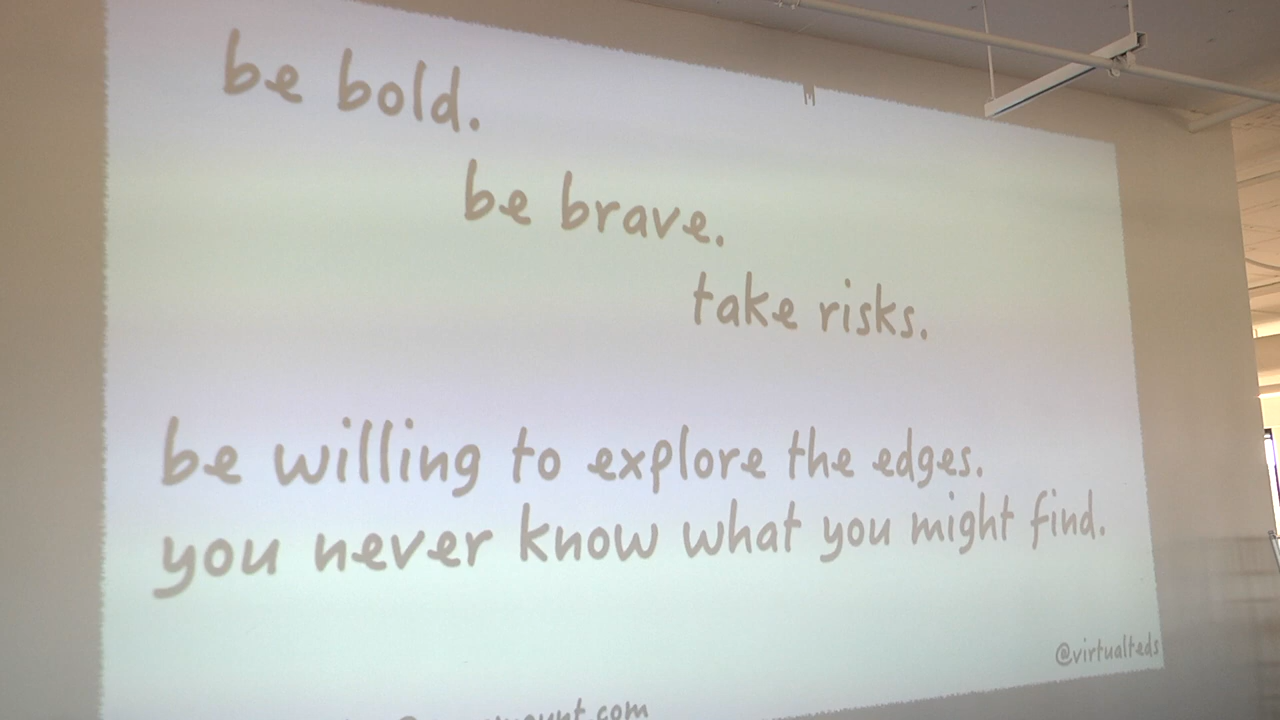 be bold.
be brave.
take risks.
be willing to explore the edges.
you never know what you might find.
@virtualteds